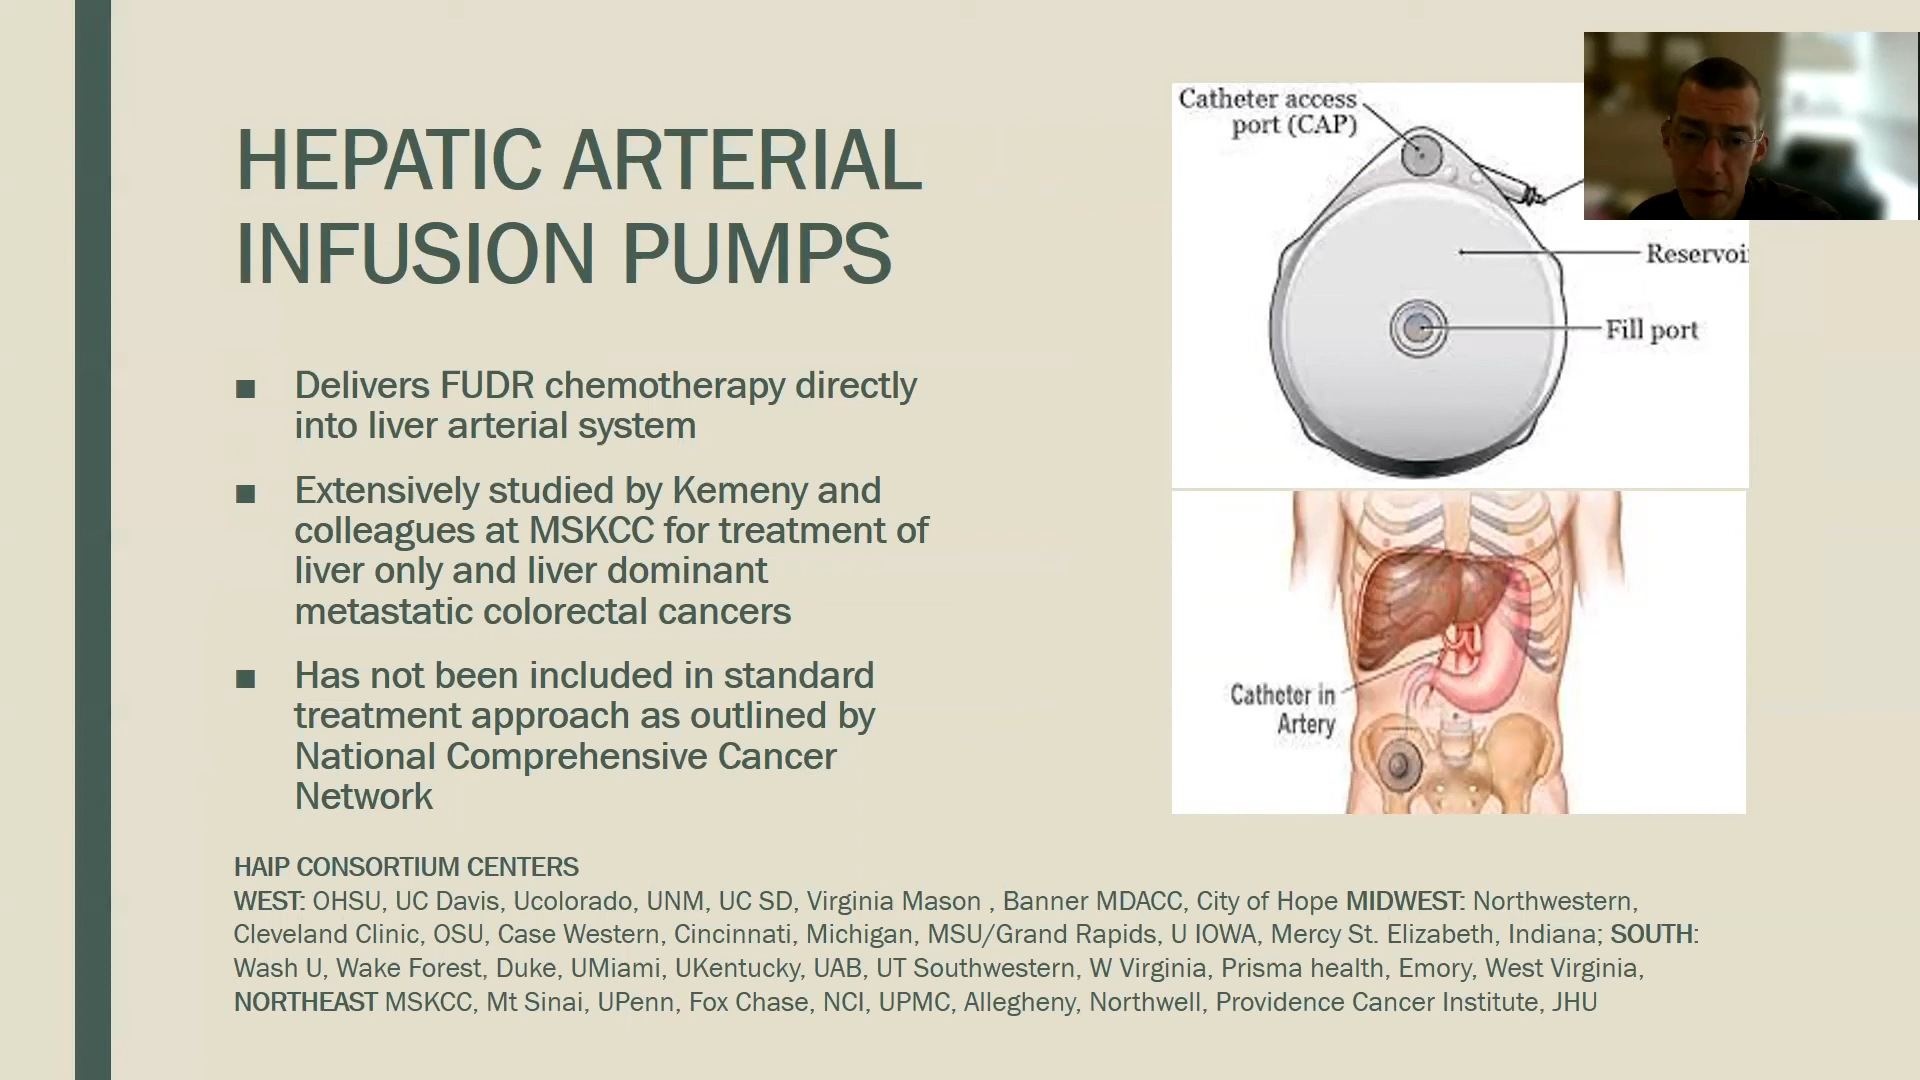 HEPATIC ARTERIAL
INFUSION PUMPS
■ Delivers FUDR chemotherapy directly
into liver arterial system
■ Extensively studied by Kemeny and
colleagues at MSKCC for treatment of
liver only and liver dominant
metastatic colorectal cancers
■ Has not been included in standard
treatment approach as outlined by
National Comprehensive Cancer
Network
Catheter access
port (CAP)
Reservoi
Fill port
Catheter in
Artery
HAIP CONSORTIUM CENTERS
WEST: OHSU, UC Davis, Ucolorado, UNM, UC SD, Virginia Mason , Banner MDACC, City of Hope MIDWEST: Northwestern,
Cleveland Clinic, OSU, Case Western, Cincinnati, Michigan, MSU/Grand Rapids, U IOWA, Mercy St. Elizabeth, Indiana; SOUTH:
Wash U, Wake Forest, Duke, UMiami, UKentucky, UAB, UT Southwestern, W Virginia, Prisma health, Emory, West Virginia,
NORTHEAST MSKCC, Mt Sinai, UPenn, Fox Chase, NCI, UPMC, Allegheny, Northwell, Providence Cancer Institute, JHU